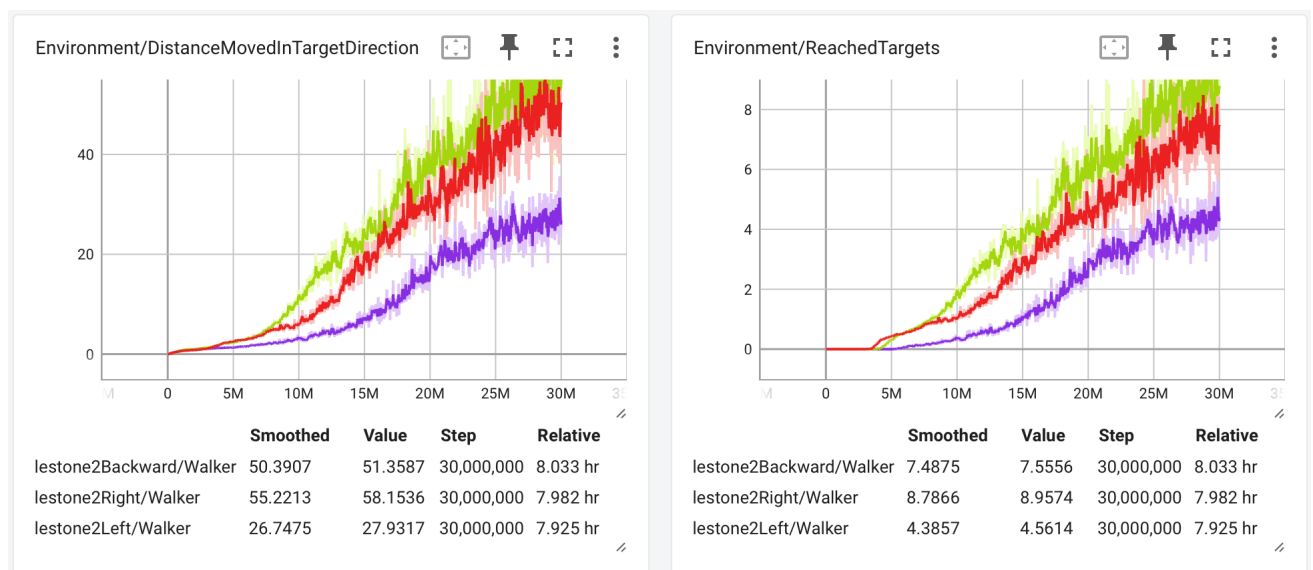 Environment/DistanceMovedInTargetDirection
40
20
0
M 0 5M 10M 15M 20M 25M 30M 35
Smoothed Value Step Relative
lestone2Backward/Walker 50.3907 51.3587 30,000,000 8.033 hr
lestone2Right/Walker 55.2213 58.1536 30,000,000 7.982 hr
lestone2Left/Walker 26.7475 27.9317 30,000,000 7.925 hr
Environment/ReachedTargets
8
6
4
2
0
M 0 5M 10M 15M 20M 25M 30M 35
Smoothed Value Step Relative
lestone2Backward/Walker 7.4875 7.5556 30,000,000 8.033 hr
lestone2Right/Walker 8.7866 8.9574 30,000,000 7.982 hr
lestone2Left/Walker 4.3857 4.5614 30,000,000 7.925 hr